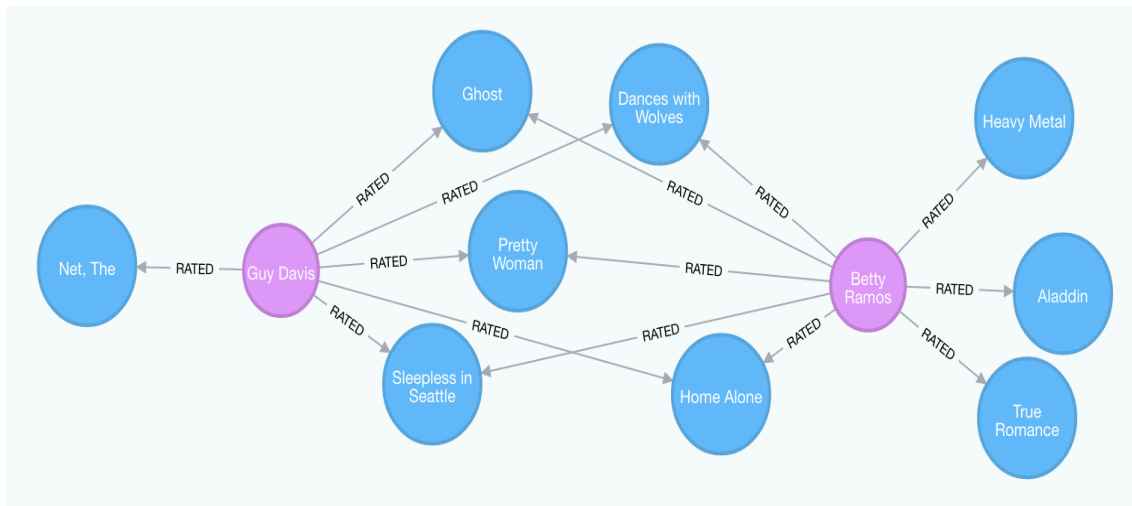 Ghost
Dances with
Wolves
Heavy Metal
RATED
RATED
RATED
RATED
RATED
Net, The
RATED
Guy Davis
RATED
Pretty
Woman
RATED
Betty
Ramos
RATED
Aladdin
RATED
RATED
RATED
RATED
RATED
Sleepless in
Seattle
Home Alone
True
Romance